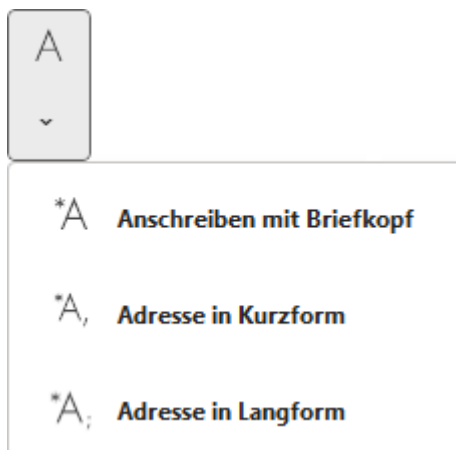 A
*A Anschreiben mit Briefkopf
*A, Adresse in Kurzform
*A; Adresse in Langform